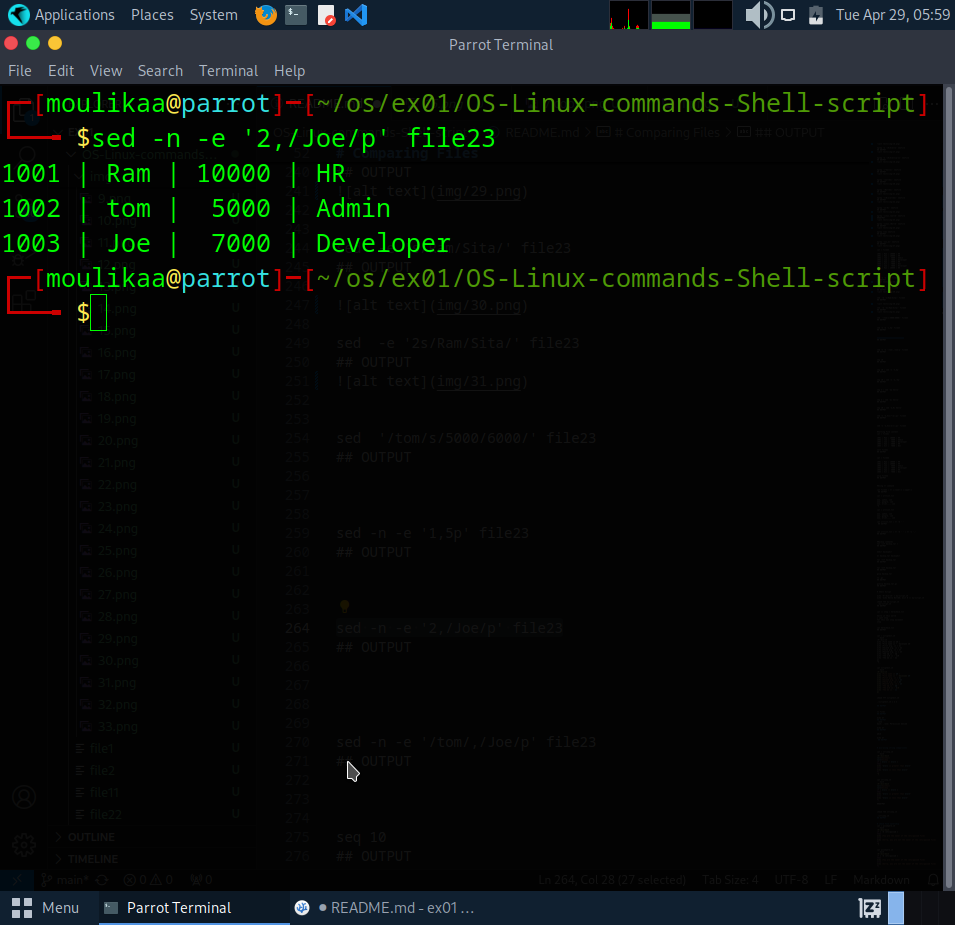 Applications Places System Tue Apr 29, 05:59
Parrot Terminal
File Edit View Search Terminal Help
[moulikaa@parrot]─[~/os/ex01/OS-Linux-commands-Shell-script]
$sed -n -e '2,/Joe/p' file23
1001 | Ram | 10000 | HR
1002 | tom |  5000 | Admin
1003 | Joe |  7000 | Developer
[moulikaa@parrot]─[~/os/ex01/OS-Linux-commands-Shell-script]
$
README.md > # Comparing Files > ## OUTPUT
# Comparing Files
## OUTPUT
![alt text](img/29.png)
/Sita/' file23
## OUTPUT
247 ![alt text](img/30.png)
248
249 sed  -e '2s/Ram/Sita/' file23
250 ## OUTPUT
251 ![alt text](img/31.png)
252
254 sed  '/tom/s/5000/6000/' file23
255 ## OUTPUT
256
257
258
259 sed -n -e '1,5p' file23
260 ## OUTPUT
261
262
263
264 sed -n -e '2,/Joe/p' file23
265 ## OUTPUT
266
267
268
269
270 sed -n -e '/tom/,/Joe/p' file23
271 ## OUTPUT
272
273
274
275 seq 10
276 ## OUTPUT
16.png U
17.png U
18.png U
19.png U
20.png U
21.png U
22.png U
23.png U
24.png U
25.png U
26.png U
27.png U
28.png U
29.png U
30.png U
31.png U
32.png U
33.png U
file1 U
file2 U
file11 U
file22 U
OUTLINE
TIMELINE
main* 0 0 0 Ln 264, Col 28 (27 selected) Tab Size: 4 UTF-8 LF Markdown
Menu Parrot Terminal ● README.md - ex01 ...